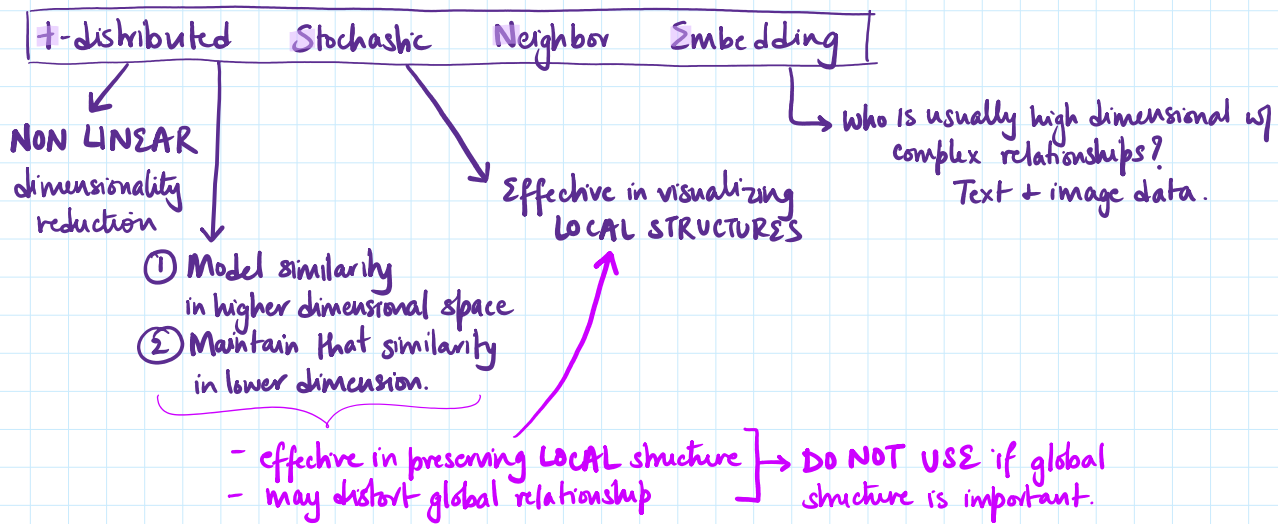 t-distributed Stochastic Neighbor Embedding
NON LINEAR
dimensionality
reduction
① Model similarity
in higher dimensional space
② Maintain that similarity
in lower dimension.
Effective in visualizing
LOCAL STRUCTURES
Who is usually high dimensional w/
complex relationships?
Text + image data.
- effective in preserving LOCAL structure
- may distort global relationship
DO NOT USE if global
structure is important.